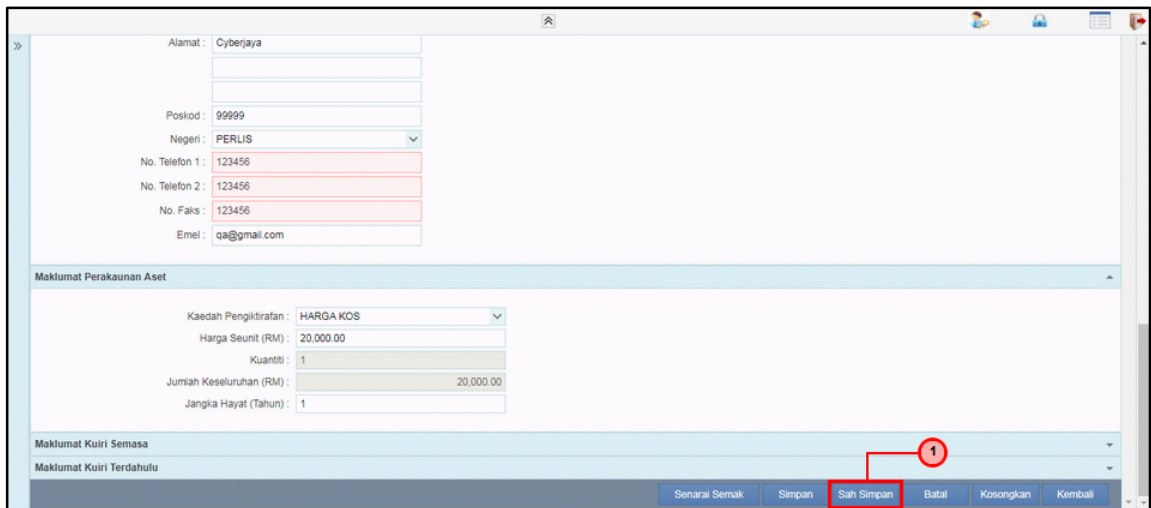 Alamat : Cyberjaya
Poskod : 99999
Negeri : PERLIS
No. Telefon 1 : 123456
No. Telefon 2 : 123456
No. Faks : 123456
Emel : qa@gmail.com
Maklumat Perakaunan Aset
Kaedah Pengiktirafan : HARGA KOS
Harga Seunit (RM) : 20,000.00
Kuantiti : 1
Jumlah Keseluruhan (RM) : 20,000.00
Jangka Hayat (Tahun) : 1
Maklumat Kuiri Semasa
1
Maklumat Kuiri Terdahulu
Senarai Semak Simpan Sah Simpan Batal Kosongkan Kembali